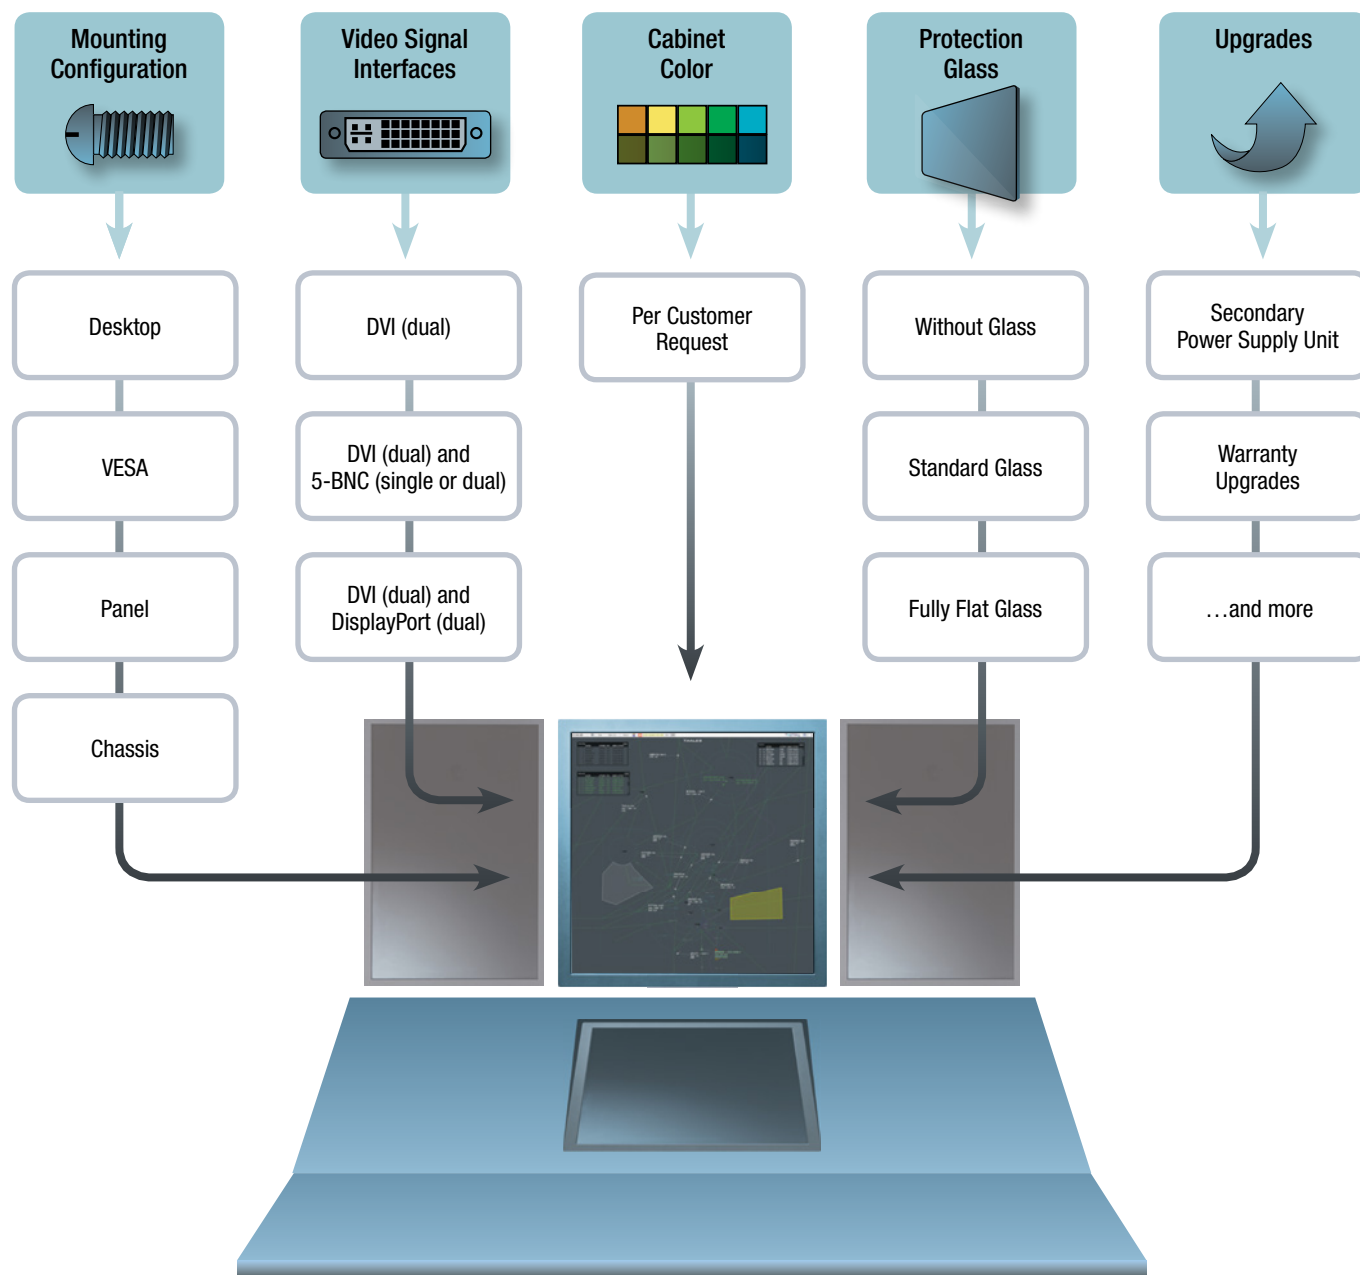 Mounting
Configuration
Video Signal
Interfaces
Cabinet
Color
Protection
Glass
Upgrades
Desktop
DVI (dual)
Per Customer
Request
Without Glass
Secondary
Power Supply Unit
VESA
DVI (dual) and
5-BNC (single or dual)
Standard Glass
Warranty
Upgrades
Panel
DVI (dual) and
DisplayPort (dual)
Fully Flat Glass
…and more
Chassis